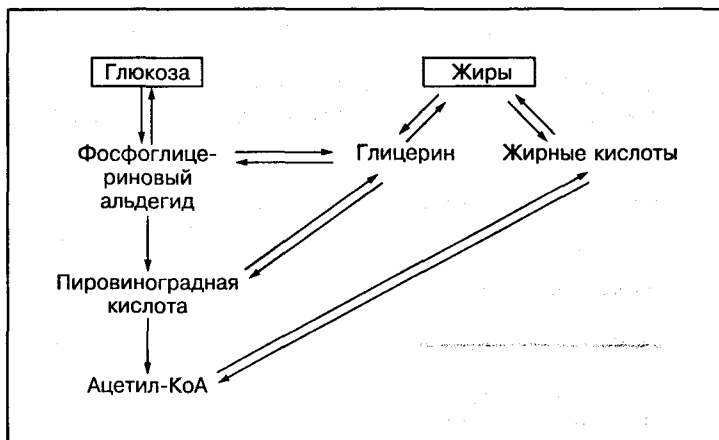 Глюкоза
Жиры
Фосфоглице-
риновый
альдегид
Глицерин
Жирные кислоты
Пировиноградная
кислота
Ацетил-КоА